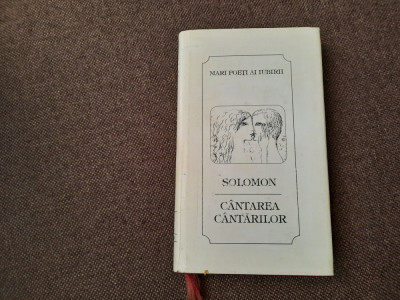 MARI POEȚI AI IUBIRII
SOLOMON
CÂNTAREA
CÂNTĂRILOR